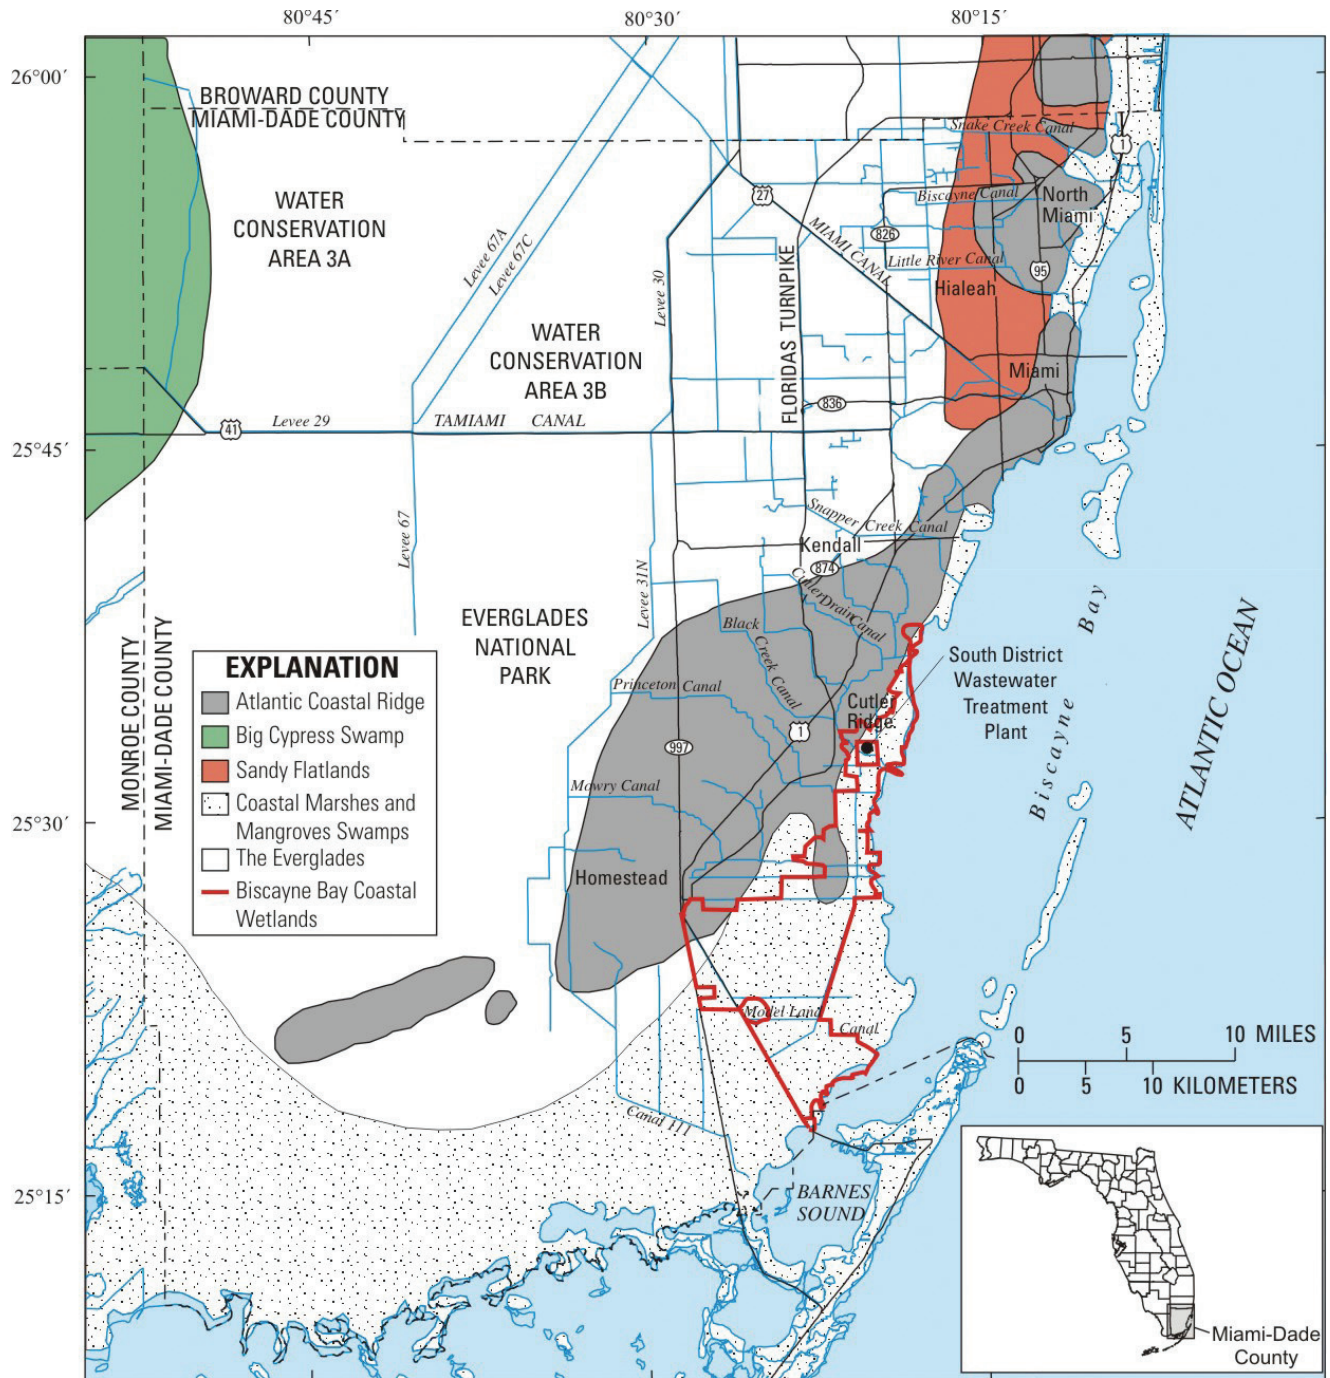 80°45´
80°30´
80°15´
26°00´
25°45´
25°30´
25°15´
BROWARD COUNTY
MIAMI-DADE COUNTY
WATER
CONSERVATION
AREA 3A
Levee 67A
Levee 67C
WATER
CONSERVATION
AREA 3B
Levee 30
FLORIDAS TURNPIKE
27
MIAMI CANAL
826
Snake Creek Canal
1
Biscayne Canal
North
Miami
Little River Canal
95
Hialeah
Miami
836
41
Levee 29
TAMIAMI CANAL
Levee 67
Levee 31N
Snapper Creek Canal
Kendall
874
Cutler Drain Canal
Black Creek Canal
EVERGLADES
NATIONAL
PARK
Princeton Canal
997
1
Cutler
Ridge
South District
Wastewater
Treatment
Plant
Biscayne Bay
ATLANTIC OCEAN
Mowry Canal
Homestead
Model Land Canal
Canal 111
BARNES
SOUND
MONROE COUNTY
MIAMI-DADE COUNTY
EXPLANATION
Atlantic Coastal Ridge
Big Cypress Swamp
Sandy Flatlands
Coastal Marshes and
Mangroves Swamps
The Everglades
Biscayne Bay Coastal
Wetlands
0 5 10 MILES
0 5 10 KILOMETERS
Miami-Dade
County